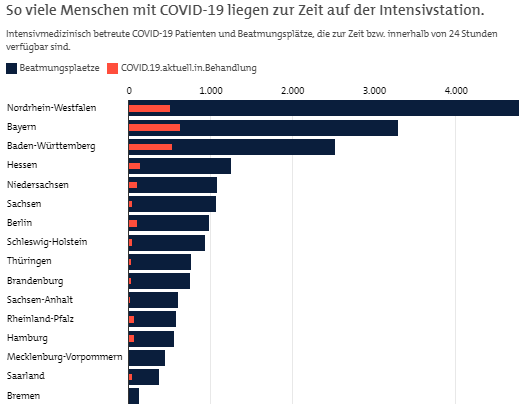 So viele Menschen mit COVID-19 liegen zur Zeit auf der Intensivstation.
Intensivmedizinisch betreute COVID-19 Patienten und Beatmungsplätze, die zur Zeit bzw. innerhalb von 24 Stunden
verfügbar sind.
Beatmungsplaetze COVID.19.aktuell.in.Behandlung
0 1.000 2.000 3.000 4.000
Nordrhein-Westfalen
Bayern
Baden-Württemberg
Hessen
Niedersachsen
Sachsen
Berlin
Schleswig-Holstein
Thüringen
Brandenburg
Sachsen-Anhalt
Rheinland-Pfalz
Hamburg
Mecklenburg-Vorpommern
Saarland
Bremen